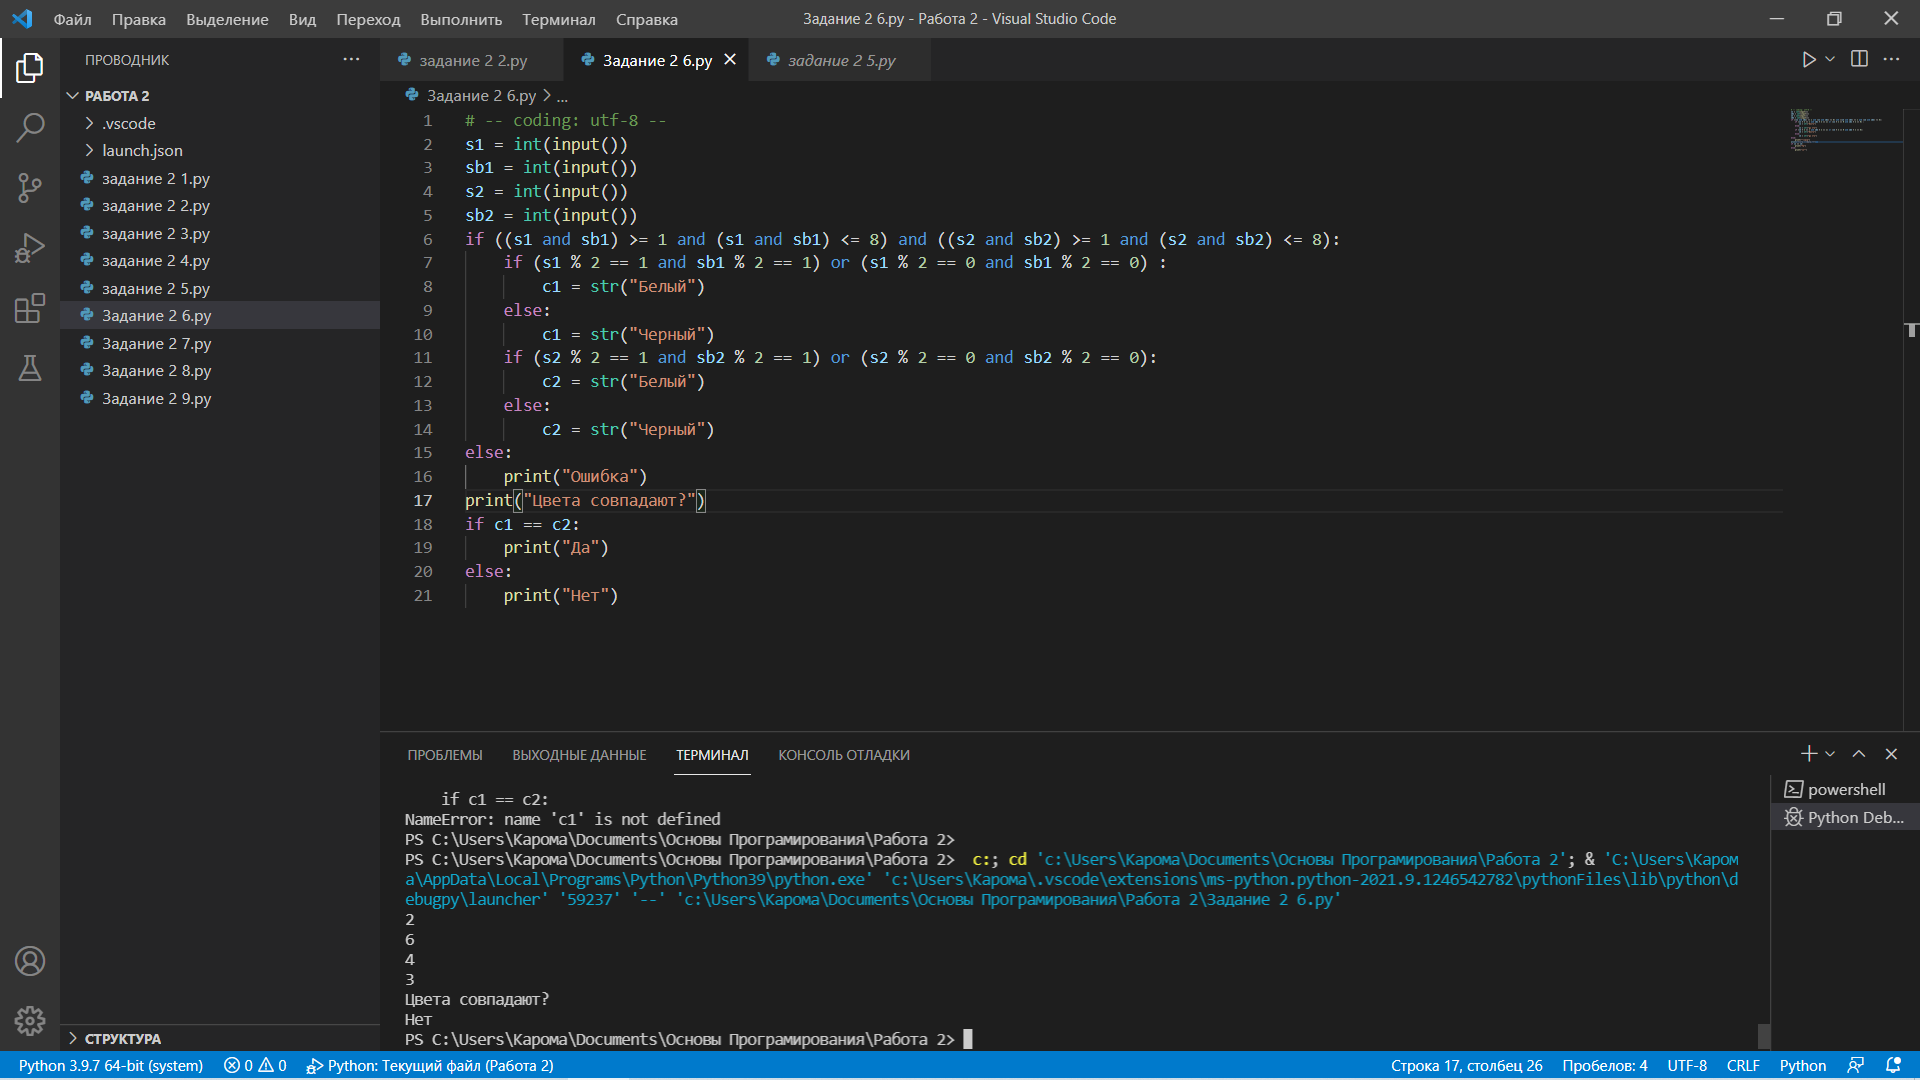 Файл Правка Выделение Вид Переход Выполнить Терминал Справка
Задание 2 6.py - Работа 2 - Visual Studio Code
ПРОВОДНИК
задание 2 2.py
Задание 2 6.py
задание 2 5.py
РАБОТА 2
.vscode
launch.json
задание 2 1.py
задание 2 2.py
задание 2 3.py
задание 2 4.py
задание 2 5.py
Задание 2 6.py
Задание 2 7.py
Задание 2 8.py
Задание 2 9.py
СТРУКТУРА
Задание 2 6.py > ...
1 # -- coding: utf-8 --
2 s1 = int(input())
3 sb1 = int(input())
4 s2 = int(input())
5 sb2 = int(input())
6 if ((s1 and sb1) >= 1 and (s1 and sb1) <= 8) and ((s2 and sb2) >= 1 and (s2 and sb2) <= 8):
7 if (s1 % 2 == 1 and sb1 % 2 == 1) or (s1 % 2 == 0 and sb1 % 2 == 0) :
8 c1 = str("Белый")
9 else:
10 c1 = str("Черный")
11 if (s2 % 2 == 1 and sb2 % 2 == 1) or (s2 % 2 == 0 and sb2 % 2 == 0):
12 c2 = str("Белый")
13 else:
14 c2 = str("Черный")
15 else:
16 print("Ошибка")
17 print("Цвета совпадают?")
18 if c1 == c2:
19 print("Да")
20 else:
21 print("Нет")
ПРОБЛЕМЫ ВЫХОДНЫЕ ДАННЫЕ ТЕРМИНАЛ КОНСОЛЬ ОТЛАДКИ
if c1 == c2:
NameError: name 'c1' is not defined
PS C:\Users\Карома\Documents\Основы Програмирования\Работа 2>
PS C:\Users\Карома\Documents\Основы Програмирования\Работа 2>  c:; cd 'c:\Users\Карома\Documents\Основы Програмирования\Работа 2'; & 'C:\Users\Каром
а\AppData\Local\Programs\Python\Python39\python.exe' 'c:\Users\Карома\.vscode\extensions\ms-python.python-2021.9.1246542782\pythonFiles\lib\python\d
ebugpy\launcher' '59237' '--' 'c:\Users\Карома\Documents\Основы Програмирования\Работа 2\Задание 2 6.py'
2
6
4
3
Цвета совпадают?
Нет
PS C:\Users\Карома\Documents\Основы Програмирования\Работа 2>
powershell
Python Deb...
Python 3.9.7 64-bit (system) 0 0 Python: Текущий файл (Работа 2)
Строка 17, столбец 26 Пробелов: 4 UTF-8 CRLF Python